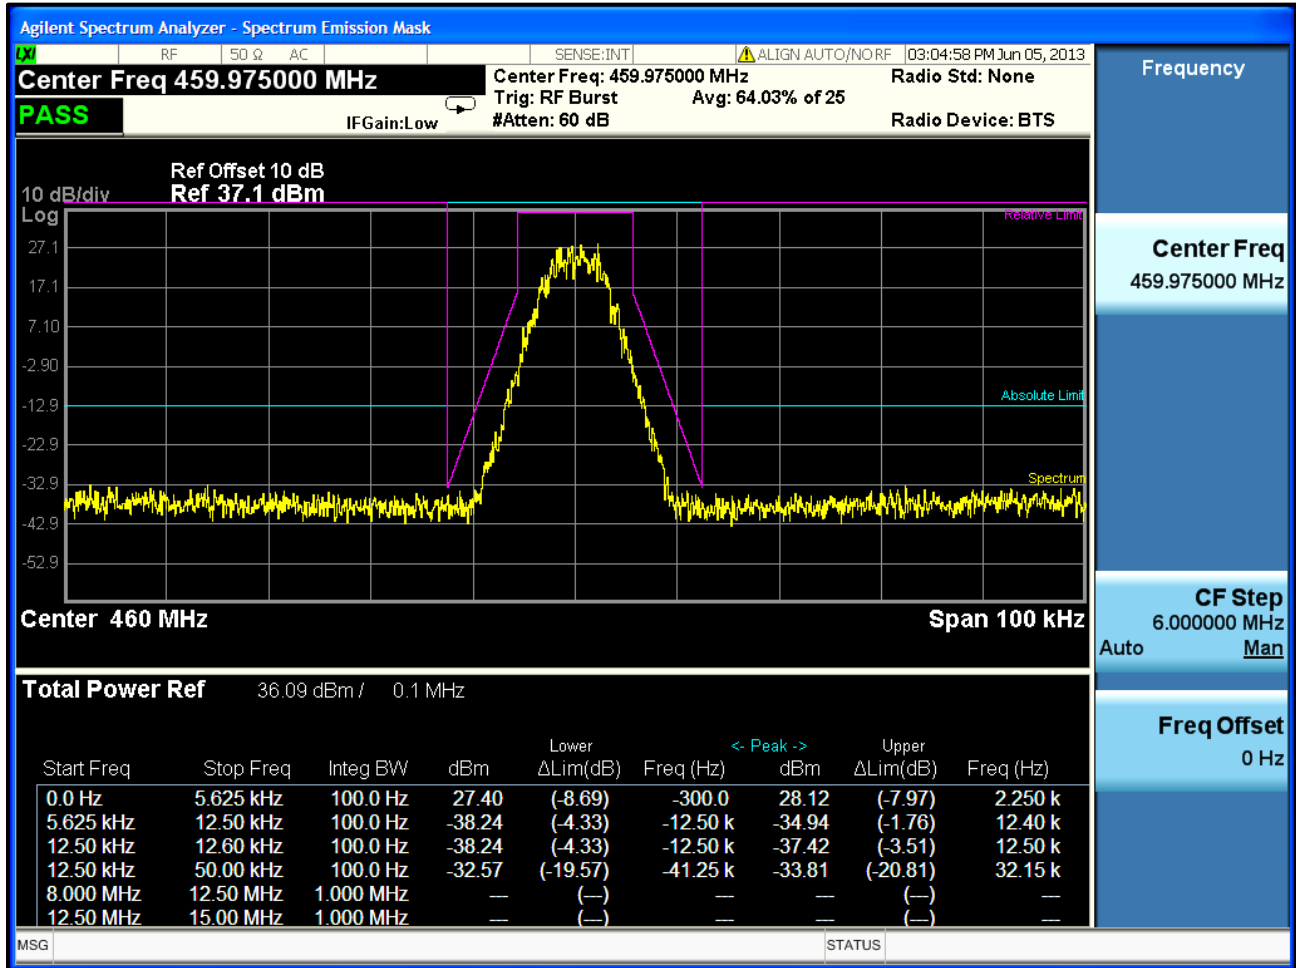 Agilent Spectrum Analyzer - Spectrum Emission Mask
LXI RF 50 Ω AC SENSE:INT ALIGN AUTO/NO RF 03:04:58 PM Jun 05, 2013
Center Freq 459.975000 MHz
Center Freq: 459.975000 MHz Radio Std: None
Trig: RF Burst Avg: 64.03% of 25
PASS
IFGain:Low #Atten: 60 dB Radio Device: BTS
Ref Offset 10 dB
10 dB/div Ref 37.1 dBm
Log
Relative Limit
27.1
17.1
7.10
-2.90
Absolute Limit
-12.9
-22.9
Spectrum
-32.9
-42.9
-52.9
Center 460 MHz Span 100 kHz
Total Power Ref 36.09 dBm / 0.1 MHz
Lower <- Peak -> Upper
Start Freq Stop Freq Integ BW dBm ΔLim(dB) Freq (Hz) dBm ΔLim(dB) Freq (Hz)
0.0 Hz 5.625 kHz 100.0 Hz 27.40 (-8.69) -300.0 28.12 (-7.97) 2.250 k
5.625 kHz 12.50 kHz 100.0 Hz -38.24 (-4.33) -12.50 k -34.94 (-1.76) 12.40 k
12.50 kHz 12.60 kHz 100.0 Hz -38.24 (-4.33) -12.50 k -37.42 (-3.51) 12.50 k
12.50 kHz 50.00 kHz 100.0 Hz -32.57 (-19.57) -41.25 k -33.81 (-20.81) 32.15 k
8.000 MHz 12.50 MHz 1.000 MHz --- (---) --- --- (---) ---
12.50 MHz 15.00 MHz 1.000 MHz --- (---) --- --- (---) ---
MSG STATUS
Frequency
Center Freq
459.975000 MHz
CF Step
6.000000 MHz
Auto Man
Freq Offset
0 Hz